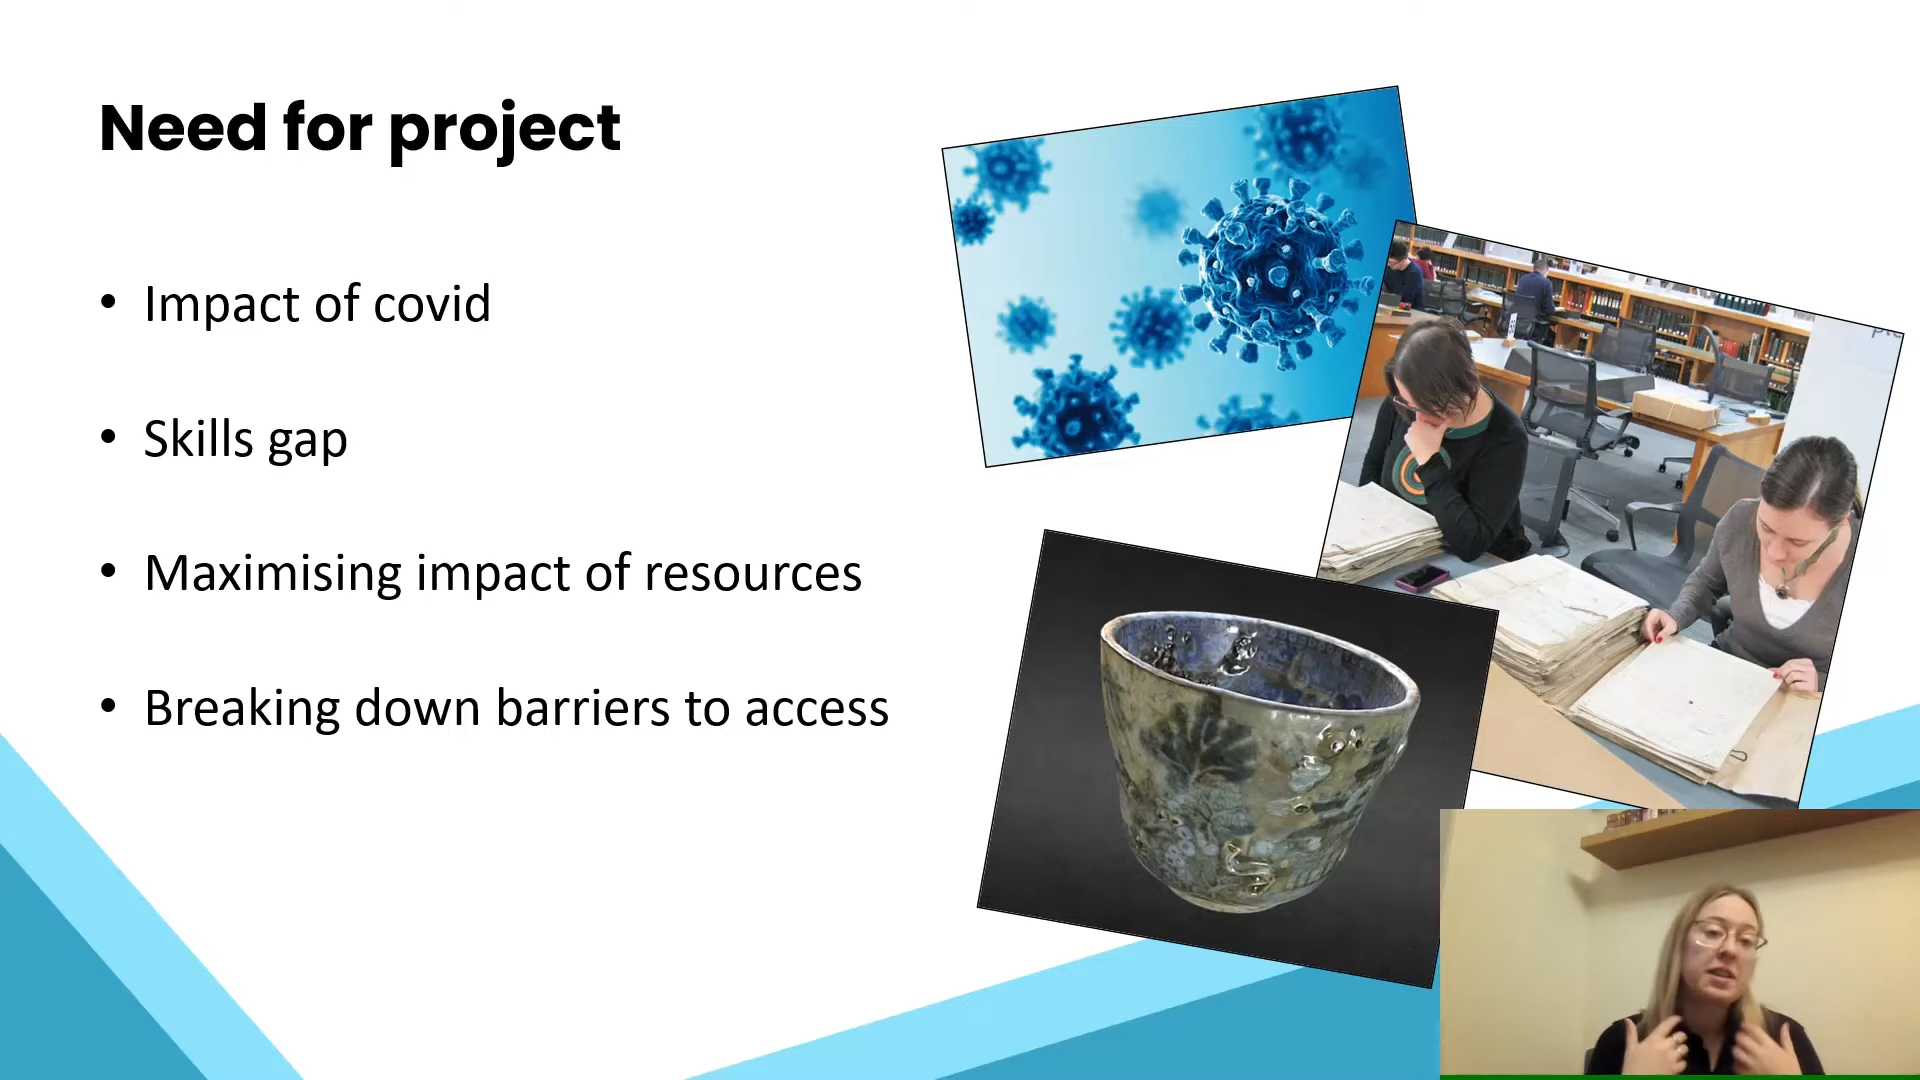 Need for project
• Impact of covid
• Skills gap
• Maximising impact of resources
• Breaking down barriers to access